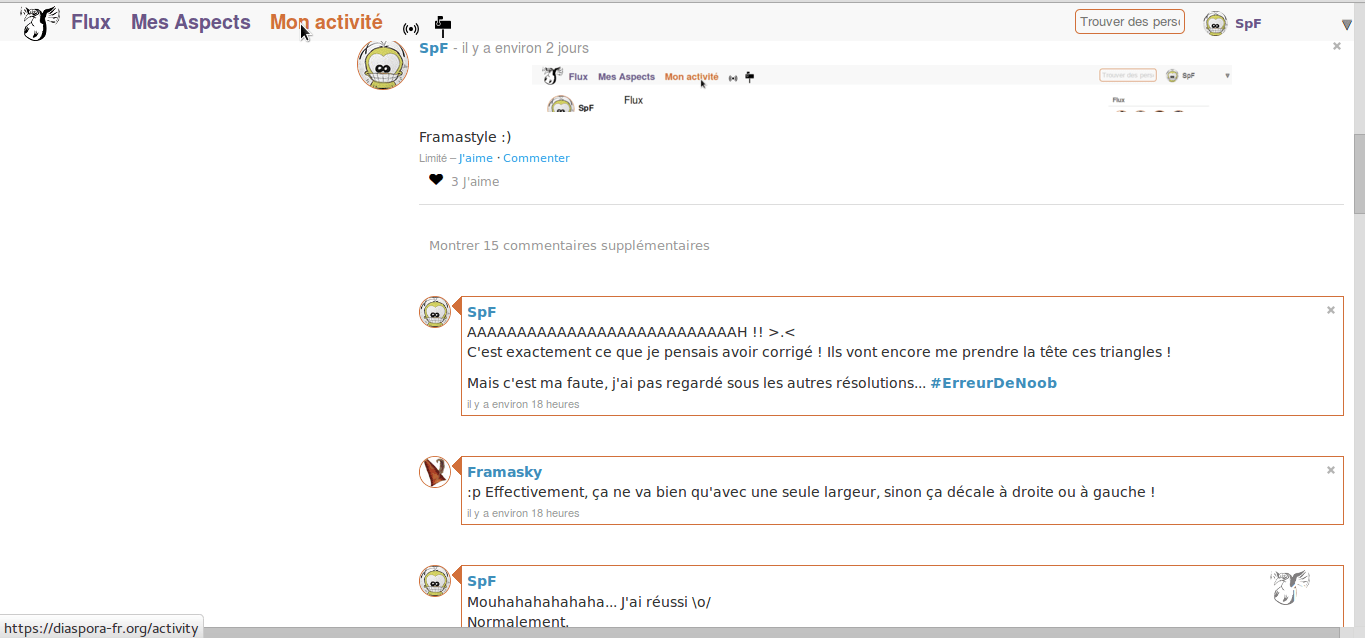 Flux Mes Aspects Mon activité Trouver des pers SpF ▼
SpF - il y a environ 2 jours
Flux Mes Aspects Mon activité Trouver des pers SpF ▼
SpF Flux Flux
Framastyle :)
Limité – J'aime · Commenter
3 J'aime
Montrer 15 commentaires supplémentaires
SpF
AAAAAAAAAAAAAAAAAAAAAAAAAAAH !! >.<
C'est exactement ce que je pensais avoir corrigé ! Ils vont encore me prendre la tête ces triangles !
Mais c'est ma faute, j'ai pas regardé sous les autres résolutions... #ErreurDeNoob
il y a environ 18 heures
Framasky
:p Effectivement, ça ne va bien qu'avec une seule largeur, sinon ça décale à droite ou à gauche !
il y a environ 18 heures
SpF
Mouhahahahahaha... J'ai réussi \o/
Normalement.
https://diaspora-fr.org/activity